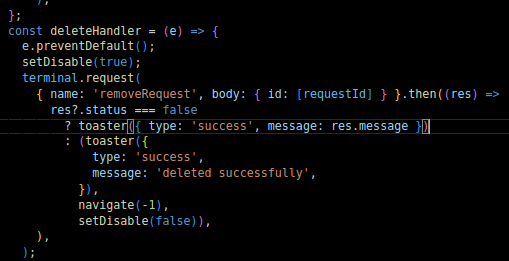 );
};
const deleteHandler = (e) => {
e.preventDefault();
setDisable(true);
terminal.request(
{ name: 'removeRequest', body: { id: [requestId] } }.then((res) =>
res?.status === false
? toaster({ type: 'success', message: res.message })
: (toaster({
type: 'success',
message: 'deleted successfully',
}),
navigate(-1),
setDisable(false)),
),
);